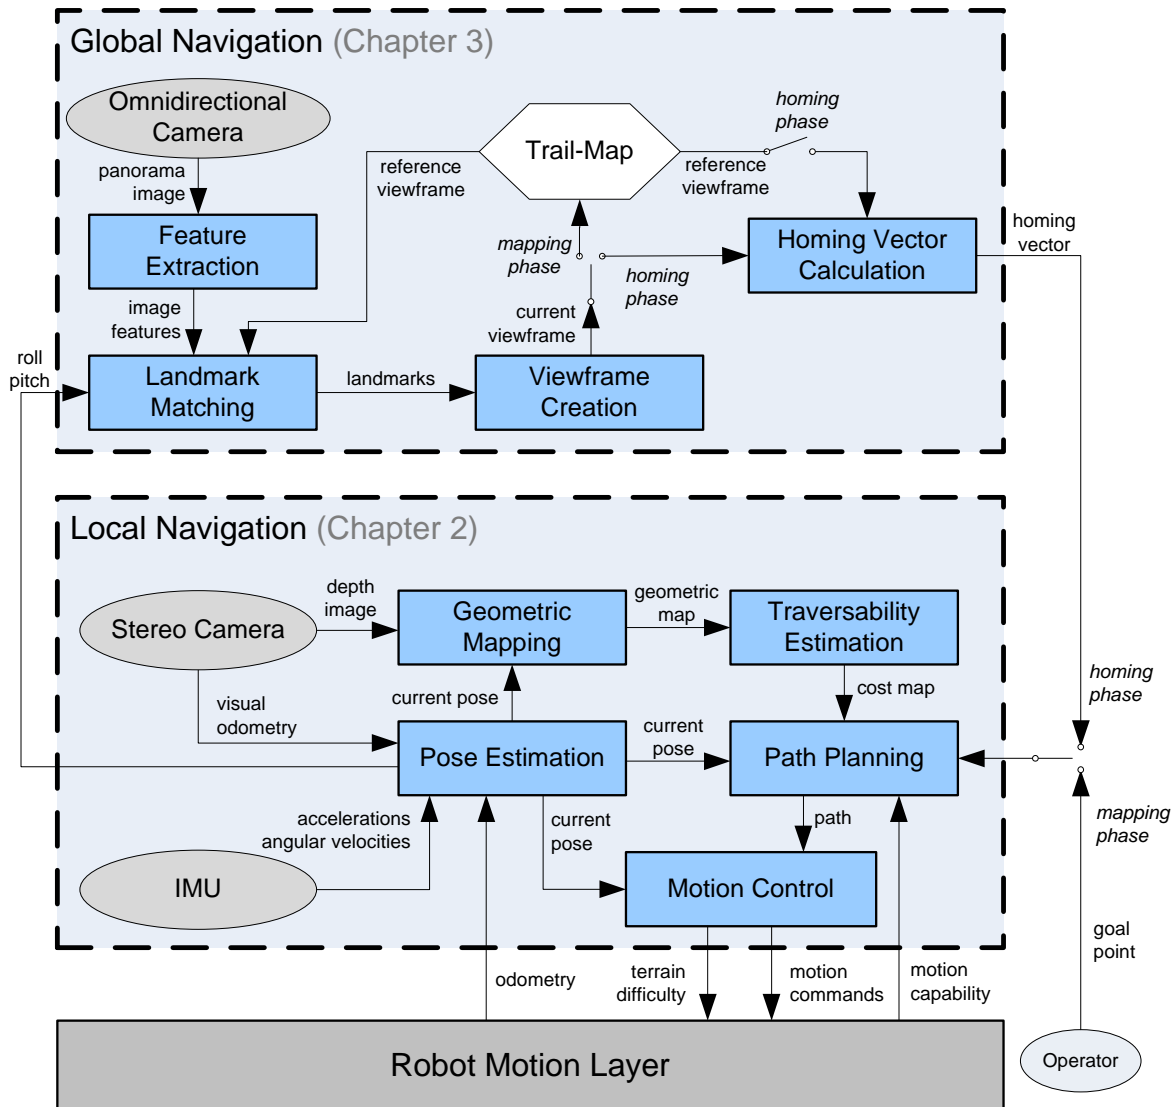 Global Navigation (Chapter 3)
Omnidirectional
Camera
panorama
image
Feature
Extraction
image
features
roll
pitch
Landmark
Matching
landmarks
reference
viewframe
Trail-Map
homing
phase
reference
viewframe
mapping
phase
homing
phase
current
viewframe
Viewframe
Creation
Homing Vector
Calculation
homing
vector
Local Navigation (Chapter 2)
Stereo Camera
depth
image
Geometric
Mapping
geometric
map
Traversability
Estimation
visual
odometry
current pose
cost map
Pose Estimation
current
pose
Path Planning
homing
phase
mapping
phase
accelerations
angular velocities
current
pose
path
IMU
Motion Control
goal
point
odometry
terrain
difficulty
motion
commands
motion
capability
Robot Motion Layer
Operator